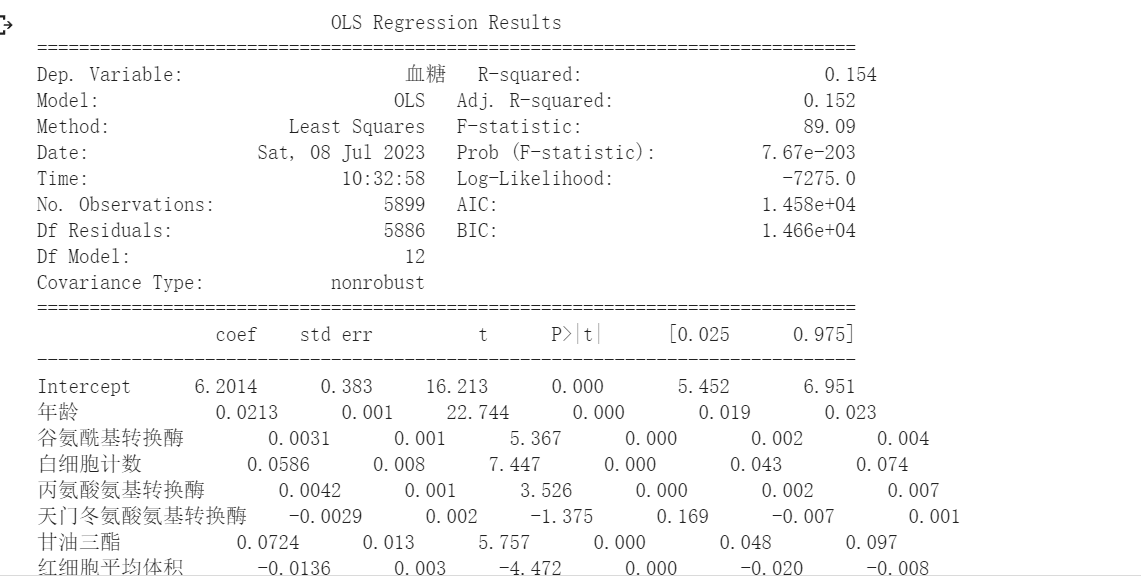 OLS Regression Results
==============================================================================
Dep. Variable: 血糖 R-squared: 0.154
Model: OLS Adj. R-squared: 0.152
Method: Least Squares F-statistic: 89.09
Date: Sat, 08 Jul 2023 Prob (F-statistic): 7.67e-203
Time: 10:32:58 Log-Likelihood: -7275.0
No. Observations: 5899 AIC: 1.458e+04
Df Residuals: 5886 BIC: 1.466e+04
Df Model: 12
Covariance Type: nonrobust
==============================================================================
coef std err t P>|t| [0.025 0.975]
------------------------------------------------------------------------------
Intercept 6.2014 0.383 16.213 0.000 5.452 6.951
年龄 0.0213 0.001 22.744 0.000 0.019 0.023
谷氨酰基转换酶 0.0031 0.001 5.367 0.000 0.002 0.004
白细胞计数 0.0586 0.008 7.447 0.000 0.043 0.074
丙氨酸氨基转换酶 0.0042 0.001 3.526 0.000 0.002 0.007
天门冬氨酸氨基转换酶 -0.0029 0.002 -1.375 0.169 -0.007 0.001
甘油三酯 0.0724 0.013 5.757 0.000 0.048 0.097
红细胞平均体积 -0.0136 0.003 -4.472 0.000 -0.020 -0.008